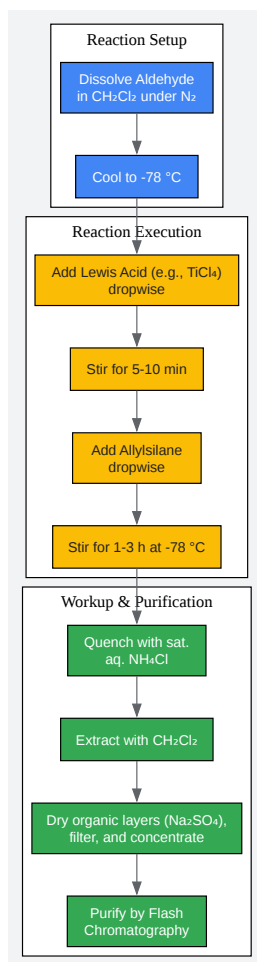 Reaction Setup
Dissolve Aldehyde
in CH₂Cl₂ under N₂
Cool to -78 °C
Reaction Execution
Add Lewis Acid (e.g., TiCl₄)
dropwise
Stir for 5-10 min
Add Allylsilane
dropwise
Stir for 1-3 h at -78 °C
Workup & Purification
Quench with sat.
aq. NH₄Cl
Extract with CH₂Cl₂
Dry organic layers (Na₂SO₄),
filter, and concentrate
Purify by Flash
Chromatography